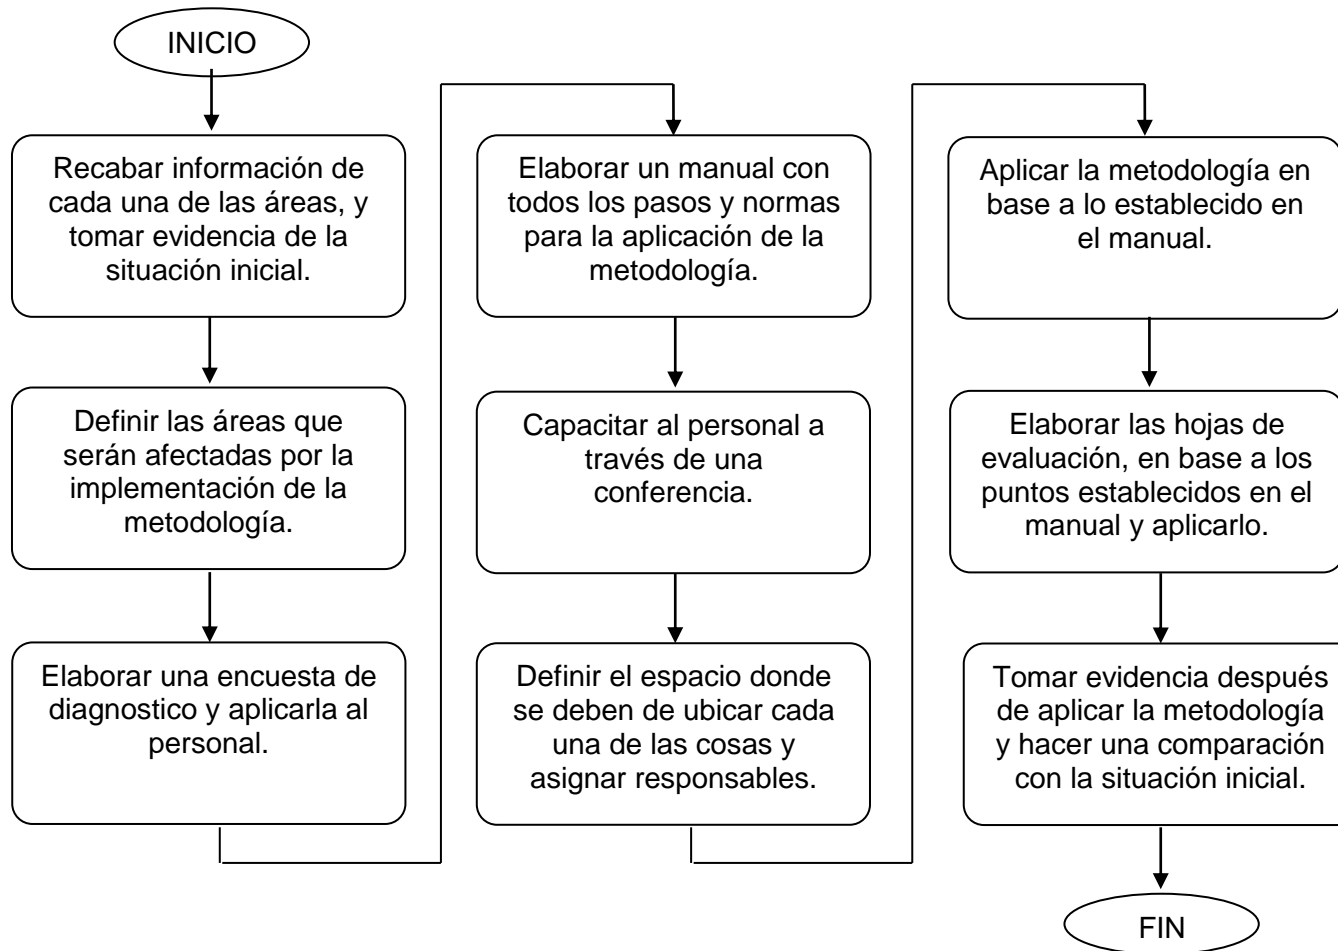 INICIO
Recabar información de
cada una de las áreas, y
tomar evidencia de la
situación inicial.
Definir las áreas que
serán afectadas por la
implementación de la
metodología.
Elaborar una encuesta de
diagnostico y aplicarla al
personal.
Elaborar un manual con
todos los pasos y normas
para la aplicación de la
metodología.
Capacitar al personal a
través de una
conferencia.
Definir el espacio donde
se deben de ubicar cada
una de las cosas y
asignar responsables.
Aplicar la metodología en
base a lo establecido en
el manual.
Elaborar las hojas de
evaluación, en base a los
puntos establecidos en el
manual y aplicarlo.
Tomar evidencia después
de aplicar la metodología
y hacer una comparación
con la situación inicial.
FIN